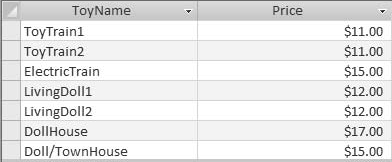 ToyName Price
ToyTrain1 $11.00
ToyTrain2 $11.00
ElectricTrain $15.00
LivingDoll1 $12.00
LivingDoll2 $12.00
DollHouse $17.00
Doll/TownHouse $15.00